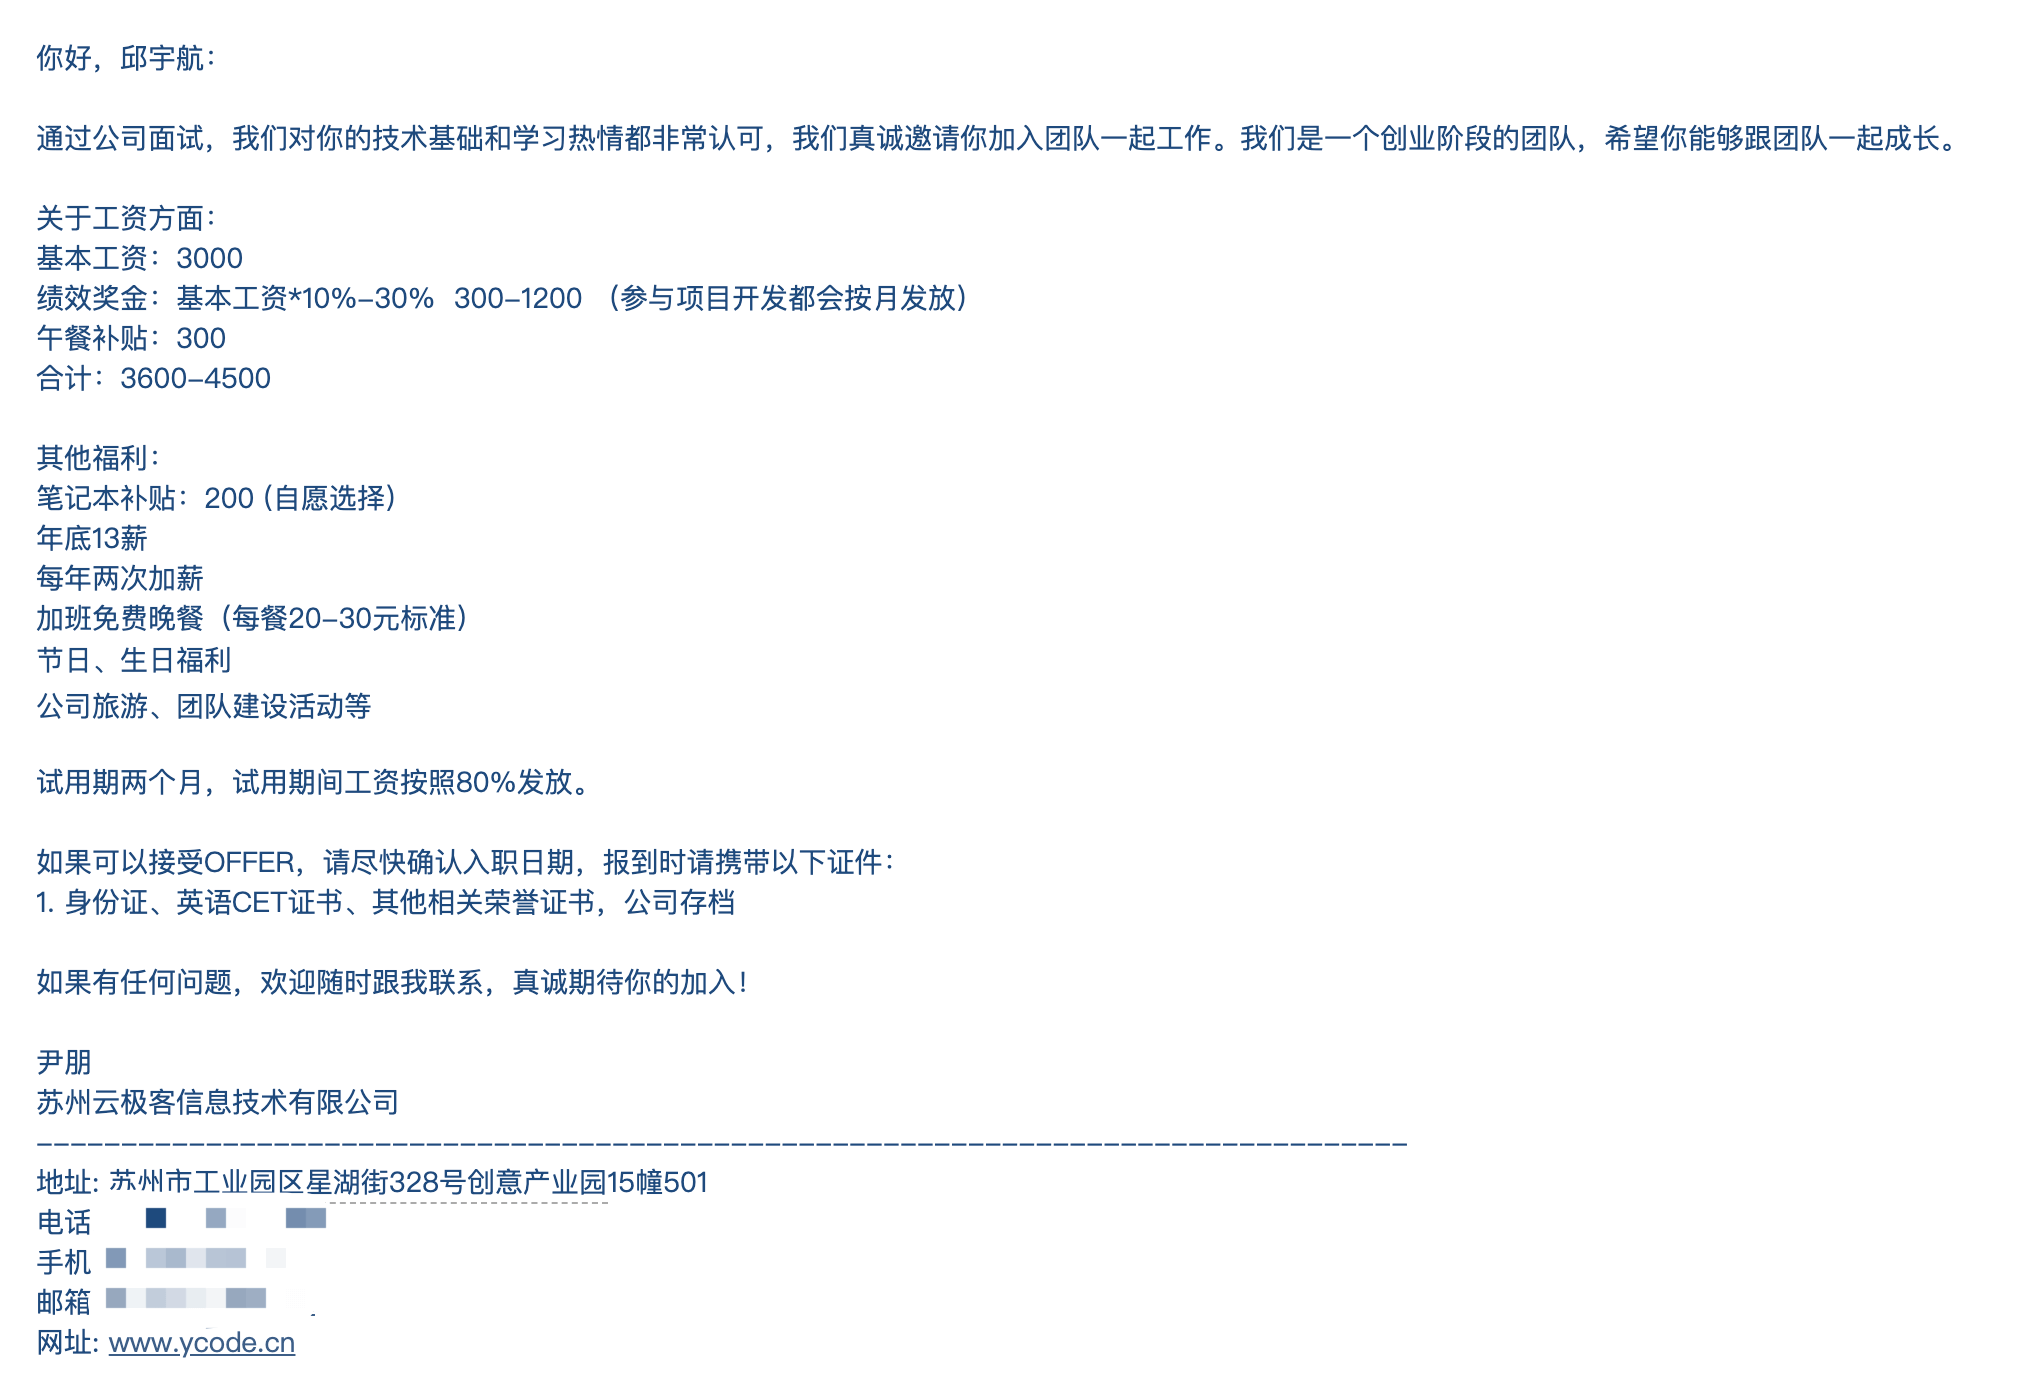 你好，邱宇航：
通过公司面试，我们对你的技术基础和学习热情都非常认可，我们真诚邀请你加入团队一起工作。我们是一个创业阶段的团队，希望你能够跟团队一起成长。
关于工资方面：
基本工资：3000
绩效奖金：基本工资*10%-30%  300-1200 （参与项目开发都会按月发放）
午餐补贴：300
合计：3600-4500
其他福利：
笔记本补贴：200 (自愿选择）
年底13薪
每年两次加薪
加班免费晚餐（每餐20-30元标准）
节日、生日福利
公司旅游、团队建设活动等
试用期两个月，试用期间工资按照80%发放。
如果可以接受OFFER，请尽快确认入职日期，报到时请携带以下证件：
1. 身份证、英语CET证书、其他相关荣誉证书，公司存档
如果有任何问题，欢迎随时跟我联系，真诚期待你的加入！
尹朋
苏州云极客信息技术有限公司
---------------------------------------------------------------------------------
地址: 苏州市工业园区星湖街328号创意产业园15幢501
电话
手机
邮箱
网址: www.ycode.cn